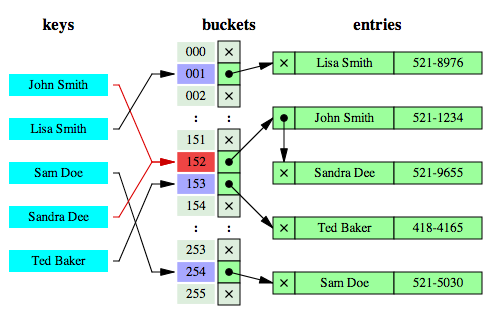 keys
buckets
entries
John Smith
Lisa Smith
Sam Doe
Sandra Dee
Ted Baker
000
001
002
:
:
151
152
153
154
:
:
253
254
255
Lisa Smith 521-8976
John Smith 521-1234
Sandra Dee 521-9655
Ted Baker 418-4165
Sam Doe 521-5030